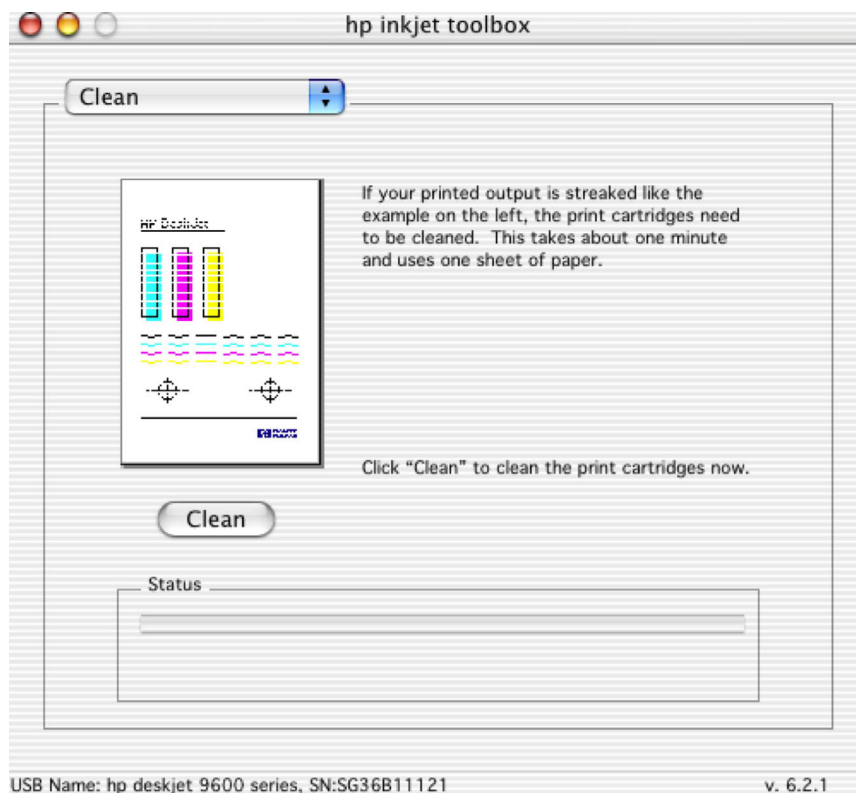 hp inkjet toolbox
Clean
HP DeskJet
If your printed output is streaked like the
example on the left, the print cartridges need
to be cleaned.  This takes about one minute
and uses one sheet of paper.
Click “Clean” to clean the print cartridges now.
Clean
Status
USB Name: hp deskjet 9600 series, SN:SG36B11121
v. 6.2.1